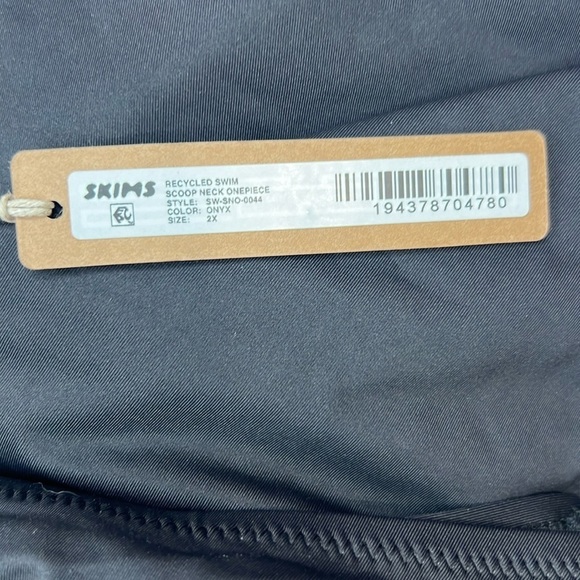 SKIMS
RECYCLED SWIM
SCOOP NECK ONEPIECE
STYLE: SW-SNO-0044
COLOR: ONYX
SIZE: 2X
194378704780